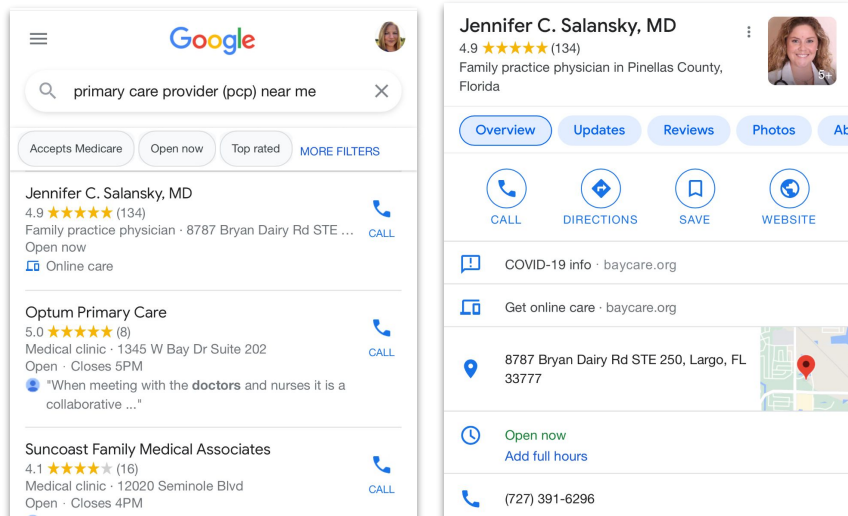 Google
primary care provider (pcp) near me
Accepts Medicare
Open now
Top rated
MORE FILTERS
Jennifer C. Salansky, MD
4.9 ★★★★★ (134)
Family practice physician · 8787 Bryan Dairy Rd STE ...
Open now
Online care
CALL
Optum Primary Care
5.0 ★★★★★ (8)
Medical clinic · 1345 W Bay Dr Suite 202
Open · Closes 5PM
"When meeting with the doctors and nurses it is a
collaborative ..."
CALL
Suncoast Family Medical Associates
4.1 ★★★★★ (16)
Medical clinic · 12020 Seminole Blvd
Open · Closes 4PM
CALL
Jennifer C. Salansky, MD
4.9 ★★★★★ (134)
Family practice physician in Pinellas County,
Florida
5+
Overview
Updates
Reviews
Photos
Ab
CALL
DIRECTIONS
SAVE
WEBSITE
COVID-19 info · baycare.org
Get online care · baycare.org
8787 Bryan Dairy Rd STE 250, Largo, FL
33777
Open now
Add full hours
(727) 391-6296